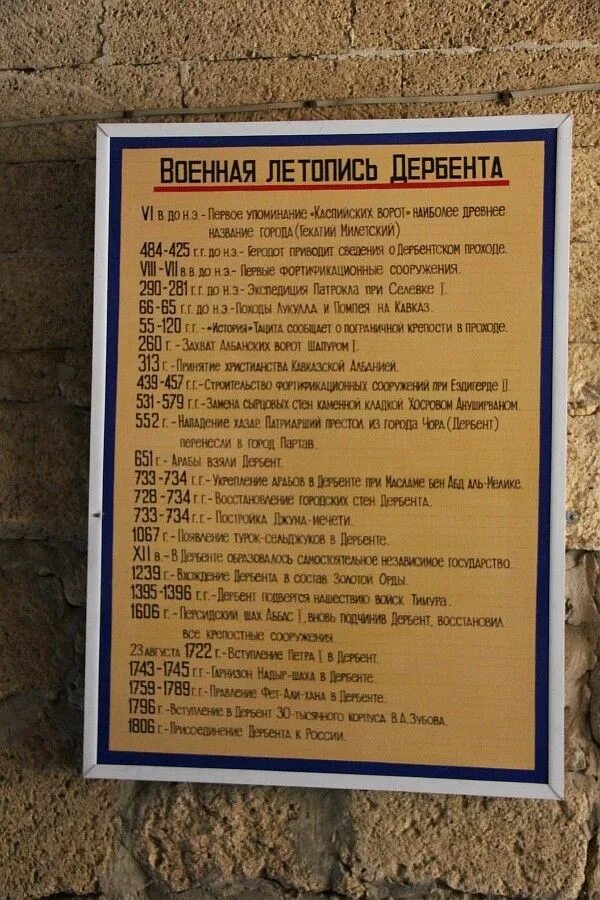 Военная летопись Дербента
VI в. до н.э.- Первое упоминание «Каспийских ворот» наиболее древнее
название города (Гекатий Милетский)
484-425 г.г. до н.э.- Геродот приводит сведения о Дербентском проходе.
VIII-VII в.в. до н.э.- Первые фортификационные сооружения.
290-281 г.г. до н.э.- Экспедиция Патрокла при Селевке I.
66-65 г.г. до н.э.-Походы Лукулла и Помпея на Кавказ.
55-120 г.г. -«История» Тацита сообщает о пограничной крепости в проходе.
260 г.- Захват Албанских ворот Шапуром I.
313 г.- Принятие христианства Кавказской Албанией.
439-457 г.г.-Строительство фортификационных сооружений при Ездигерде II.
531-579 г.г.-Замена сырцовых стен каменной кладкой Хосровом Ануширваном.
552 г.- Нападение хазар. Патриарший престол из города Чора (Дербент)
перенесли в город Партав.
651 г.- Арабы взяли Дербент.
733-734 г.г.- Укрепление арабов в Дербенте при Масламе бен Абд аль-Мелике.
728-734 г.г.- Восстановление городских стен Дербента.
733-734 г.г.- Постройка Джума-мечети.
1067 г.- Появление турок-сельджуков в Дербенте.
XII в.- В Дербенте образовалось самостоятельное независимое государство.
1239 г.- Вхождение Дербента в состав Золотой Орды.
1395-1396 г.г.- Дербент подвергся нашествию войск Тимура.
1606 г.- Персидский шах Аббас I, вновь подчинив Дербент, восстановил
все крепостные сооружения.
23 августа 1722 г.- Вступление Петра I в Дербент.
1743-1745 г.г.- Гарнизон Надыр-шаха в Дербенте.
1759-1789 г.г.- Правление Фет-Али-хана в Дербенте.
1796 г.-Вступление в Дербент 30-тысячного корпуса В.А.Зубова.
1806 г.-Присоединение Дербента к России.